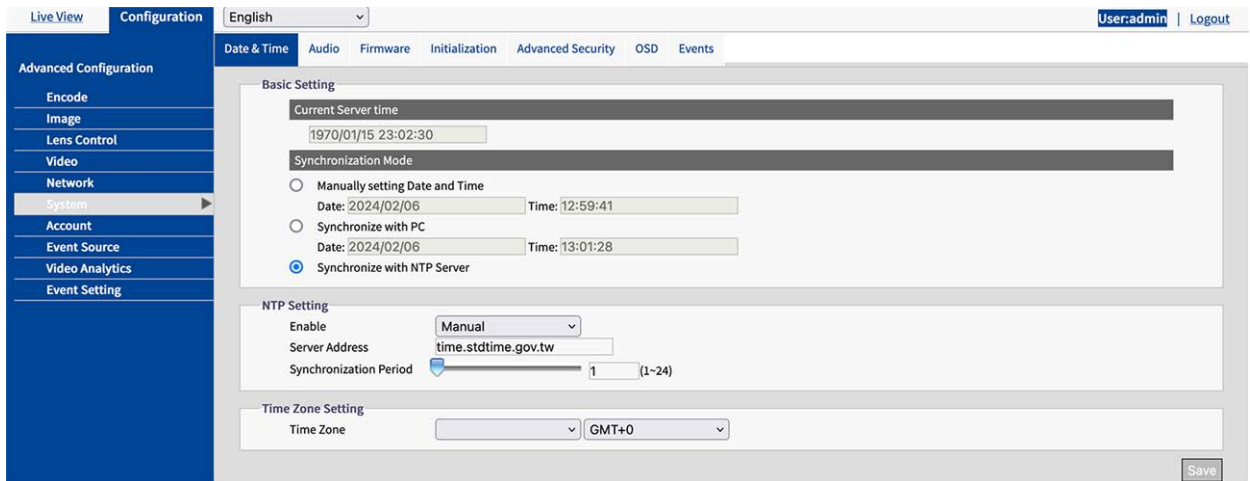 Live View Configuration English User:admin | Logout
Date & Time Audio Firmware Initialization Advanced Security OSD Events
Advanced Configuration
Encode
Image
Lens Control
Video
Network
System
Account
Event Source
Video Analytics
Event Setting
Basic Setting
Current Server time
1970/01/15 23:02:30
Synchronization Mode
Manually setting Date and Time
Date: 2024/02/06 Time: 12:59:41
Synchronize with PC
Date: 2024/02/06 Time: 13:01:28
Synchronize with NTP Server
NTP Setting
Enable Manual
Server Address time.stdtime.gov.tw
Synchronization Period 1 (1~24)
Time Zone Setting
Time Zone GMT+0
Save